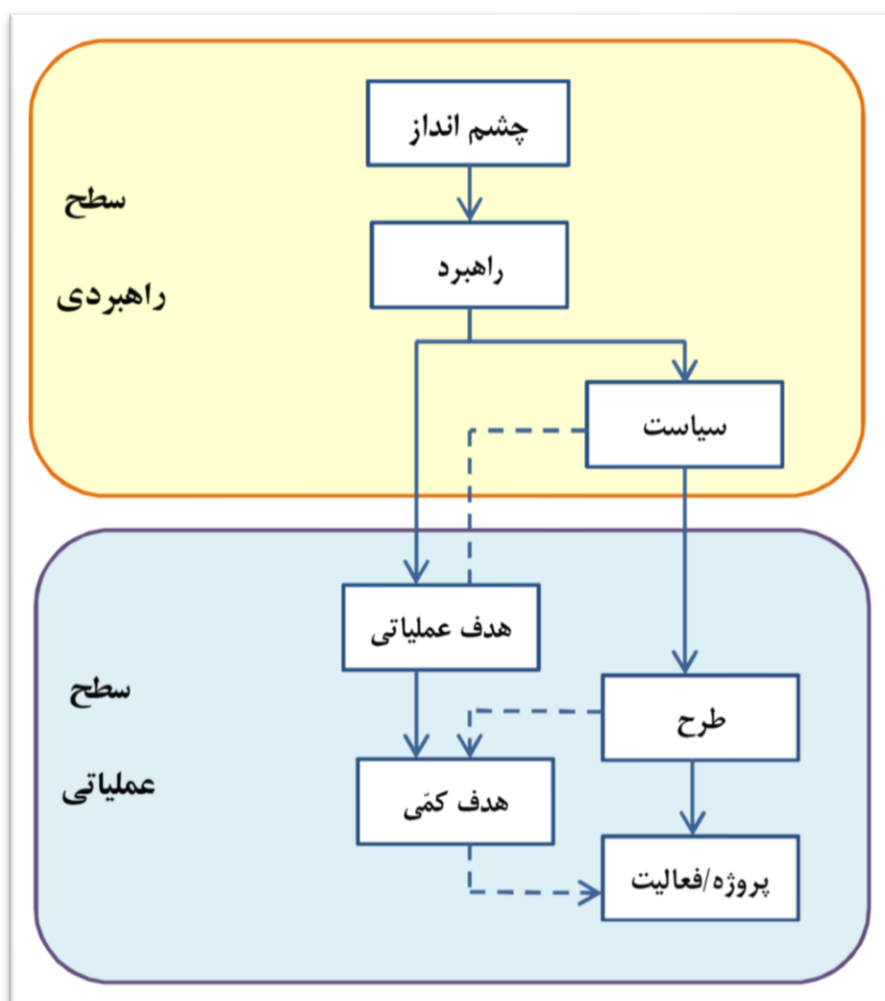 چشم انداز
سطح
راهبردی
راهبرد
سیاست
هدف عملیاتی
سطح
عملیاتی
طرح
هدف کمّی
پروژه/فعالیت